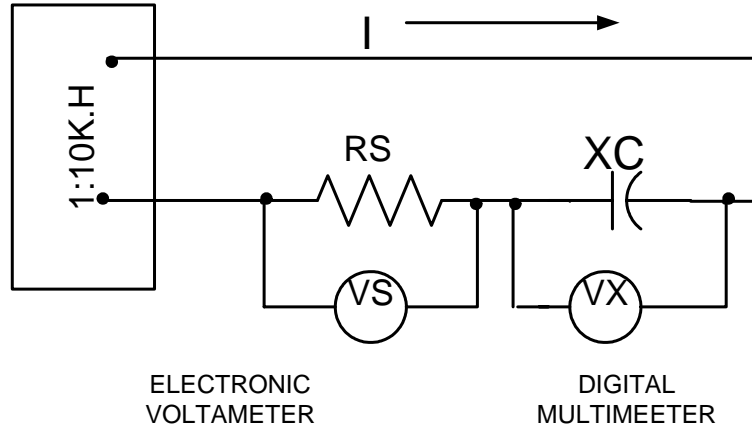 I
1:10K.H
RS
XC
VS
VX
ELECTRONIC
VOLTAMETER
DIGITAL
MULTIMEETER